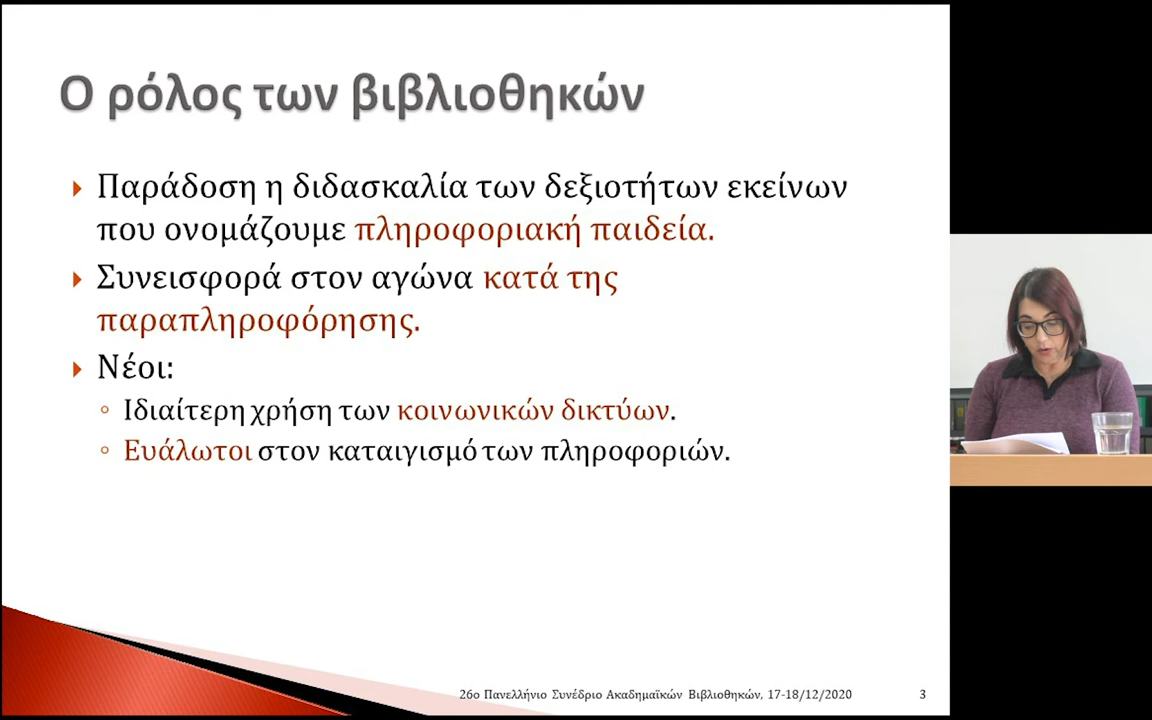 Ο ρόλος των βιβλιοθηκών
Παράδοση η διδασκαλία των δεξιοτήτων εκείνων
που ονομάζουμε πληροφοριακή παιδεία.
Συνεισφορά στον αγώνα κατά της
παραπληροφόρησης.
Νέοι:
Ιδιαίτερη χρήση των κοινωνικών δικτύων.
Ευάλωτοι στον καταιγισμό των πληροφοριών.
26ο Πανελλήνιο Συνέδριο Ακαδημαϊκών Βιβλιοθηκών, 17-18/12/2020 3